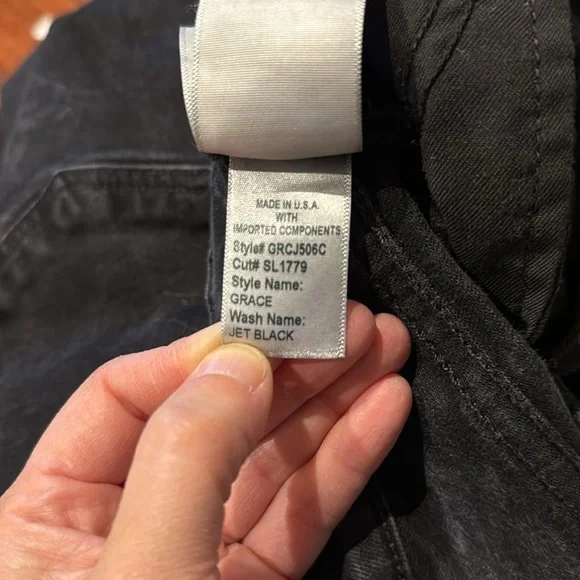 MADE IN U.S.A.
WITH
IMPORTED COMPONENTS
Style# GRCJ506C
Cut# SL1779
Style Name:
GRACE
Wash Name:
JET BLACK